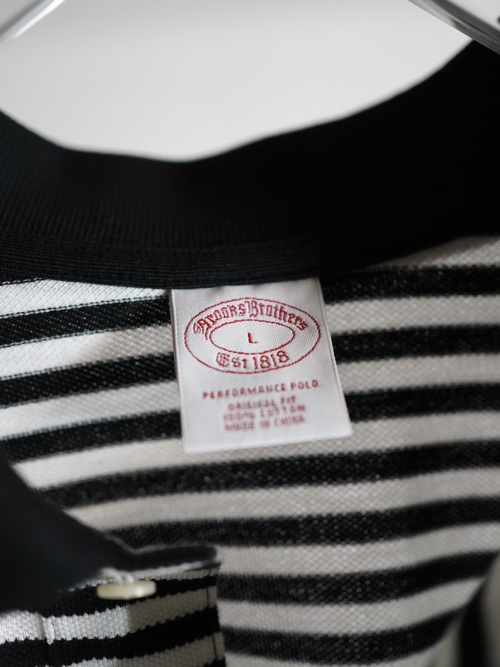 Brooks Brothers
L
Est 1818
PERFORMANCE POLO
ORIGINAL FIT
100% COTTON
MADE IN CHINA